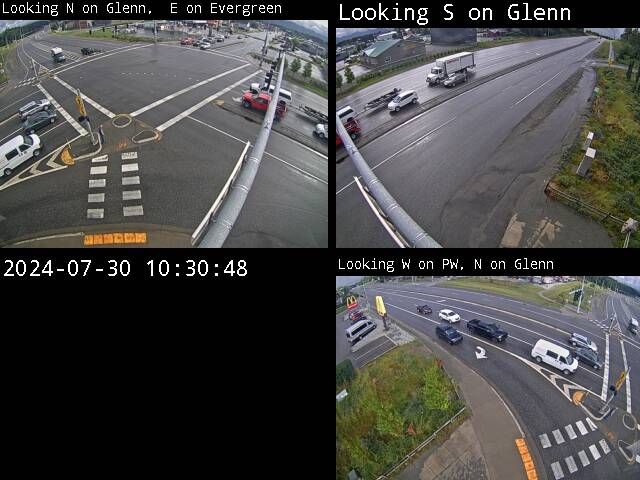 Looking N on Glenn,  E on Evergreen
Looking S on Glenn
2024-07-30 10:30:48
Looking W on PW, N on Glenn